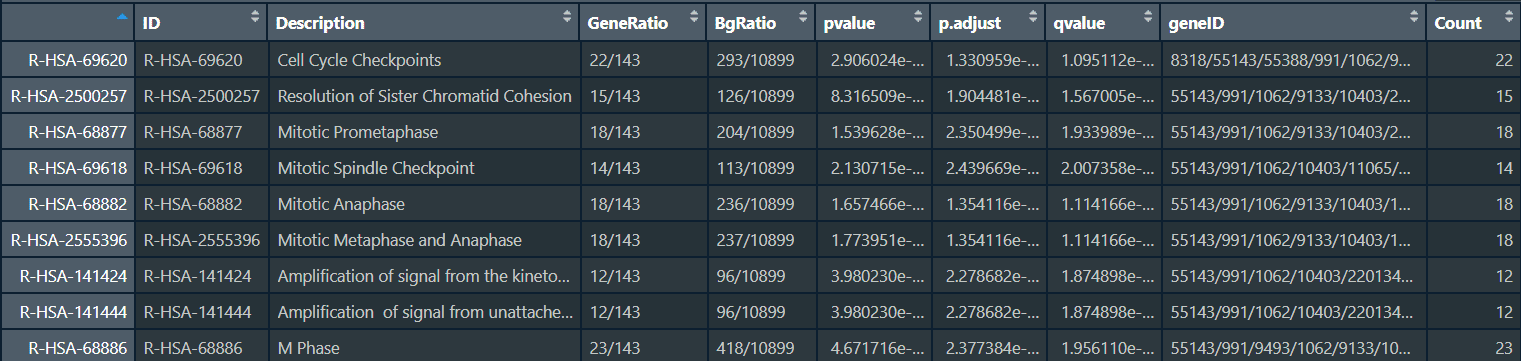 ID Description GeneRatio BgRatio pvalue p.adjust qvalue geneID Count
R-HSA-69620 R-HSA-69620 Cell Cycle Checkpoints 22/143 293/10899 2.906024e-... 1.330959e-... 1.095112e-... 8318/55143/55388/991/1062/9... 22
R-HSA-2500257 R-HSA-2500257 Resolution of Sister Chromatid Cohesion 15/143 126/10899 8.316509e-... 1.904481e-... 1.567005e-... 55143/991/1062/9133/10403/2... 15
R-HSA-68877 R-HSA-68877 Mitotic Prometaphase 18/143 204/10899 1.539628e-... 2.350499e-... 1.933989e-... 55143/991/1062/9133/10403/2... 18
R-HSA-69618 R-HSA-69618 Mitotic Spindle Checkpoint 14/143 113/10899 2.130715e-... 2.439669e-... 2.007358e-... 55143/991/1062/10403/11065/... 14
R-HSA-68882 R-HSA-68882 Mitotic Anaphase 18/143 236/10899 1.657466e-... 1.354116e-... 1.114166e-... 55143/991/1062/9133/10403/1... 18
R-HSA-2555396 R-HSA-2555396 Mitotic Metaphase and Anaphase 18/143 237/10899 1.773951e-... 1.354116e-... 1.114166e-... 55143/991/1062/9133/10403/1... 18
R-HSA-141424 R-HSA-141424 Amplification of signal from the kineto... 12/143 96/10899 3.980230e-... 2.278682e-... 1.874898e-... 55143/991/1062/10403/220134... 12
R-HSA-141444 R-HSA-141444 Amplification  of signal from unattache... 12/143 96/10899 3.980230e-... 2.278682e-... 1.874898e-... 55143/991/1062/10403/220134... 12
R-HSA-68886 R-HSA-68886 M Phase 23/143 418/10899 4.671716e-... 2.377384e-... 1.956110e-... 55143/991/9493/1062/9133/10... 23